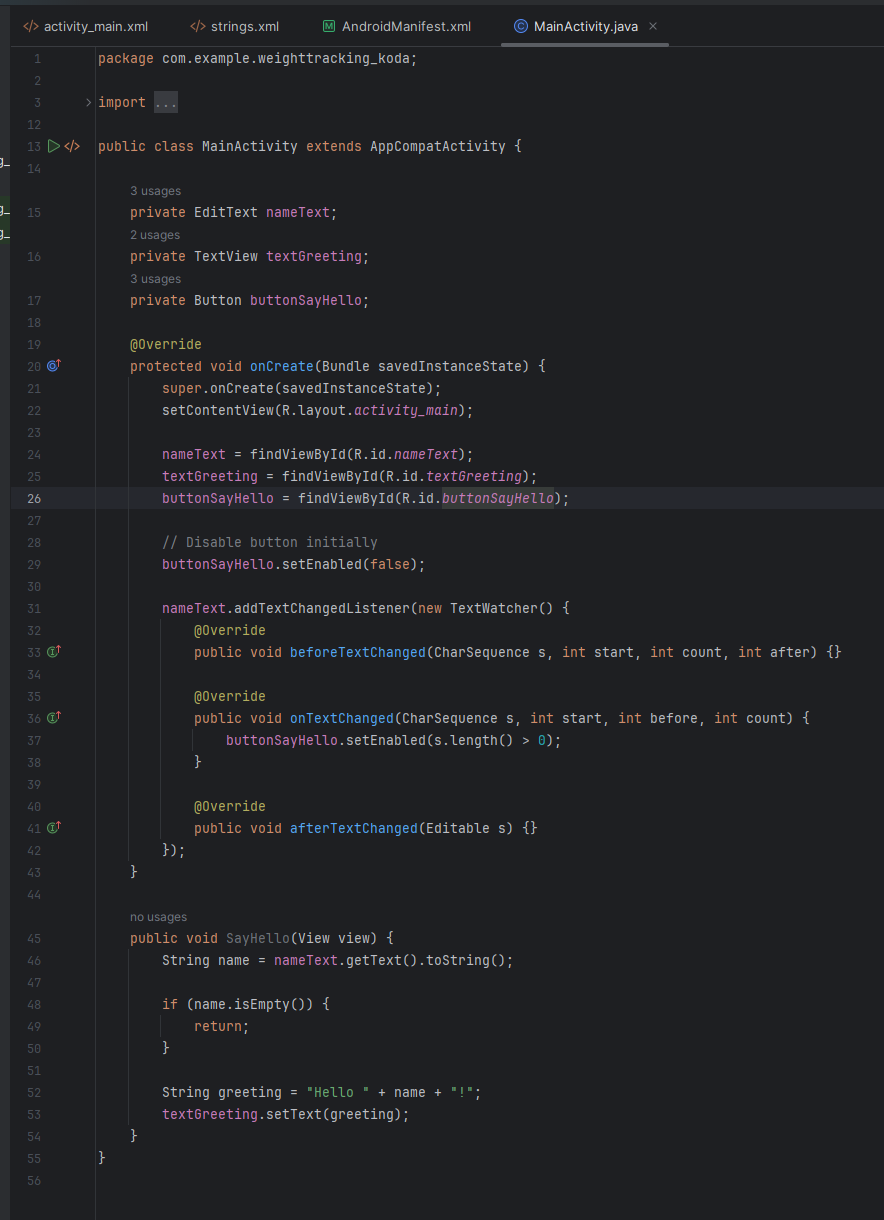 activity_main.xml strings.xml AndroidManifest.xml MainActivity.java
1 package com.example.weighttracking_koda;
2
3 import ...
12
13 public class MainActivity extends AppCompatActivity {
14
3 usages
15 private EditText nameText;
2 usages
16 private TextView textGreeting;
3 usages
17 private Button buttonSayHello;
18
19 @Override
20 protected void onCreate(Bundle savedInstanceState) {
21 super.onCreate(savedInstanceState);
22 setContentView(R.layout.activity_main);
23
24 nameText = findViewById(R.id.nameText);
25 textGreeting = findViewById(R.id.textGreeting);
26 buttonSayHello = findViewById(R.id.buttonSayHello);
27
28 // Disable button initially
29 buttonSayHello.setEnabled(false);
30
31 nameText.addTextChangedListener(new TextWatcher() {
32 @Override
33 public void beforeTextChanged(CharSequence s, int start, int count, int after) {}
34
35 @Override
36 public void onTextChanged(CharSequence s, int start, int before, int count) {
37 buttonSayHello.setEnabled(s.length() > 0);
38 }
39
40 @Override
41 public void afterTextChanged(Editable s) {}
42 });
43 }
44
no usages
45 public void SayHello(View view) {
46 String name = nameText.getText().toString();
47
48 if (name.isEmpty()) {
49 return;
50 }
51
52 String greeting = "Hello " + name + "!";
53 textGreeting.setText(greeting);
54 }
55 }
56